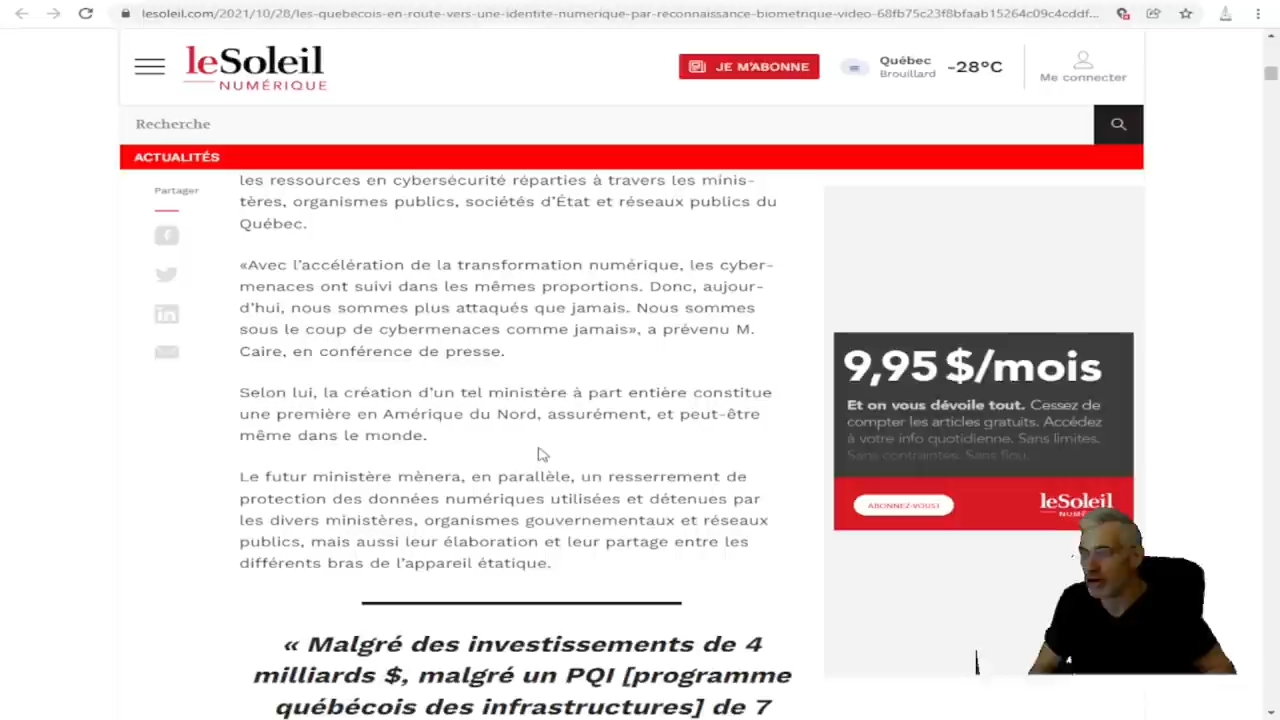 lesoleil.com/2021/10/28/les-quebecois-en-route-vers-une-identite-numerique-par-reconnaissance-biometrique-video-68fb75c23f8bfaab15264c09c4cddf...
leSoleil
NUMÉRIQUE
JE M'ABONNE
Québec
Brouillard
-28°C
Me connecter
Recherche
ACTUALITÉS
Partager
les ressources en cybersécurité réparties à travers les minis-
tères, organismes publics, sociétés d’État et réseaux publics du
Québec.
«Avec l’accélération de la transformation numérique, les cyber-
menaces ont suivi dans les mêmes proportions. Donc, aujour-
d’hui, nous sommes plus attaqués que jamais. Nous sommes
sous le coup de cybermenaces comme jamais», a prévenu M.
Caire, en conférence de presse.
Selon lui, la création d’un tel ministère à part entière constitue
une première en Amérique du Nord, assurément, et peut-être
même dans le monde.
Le futur ministère mènera, en parallèle, un resserrement de
protection des données numériques utilisées et détenues par
les divers ministères, organismes gouvernementaux et réseaux
publics, mais aussi leur élaboration et leur partage entre les
différents bras de l’appareil étatique.
« Malgré des investissements de 4
milliards $, malgré un PQI [programme
québécois des infrastructures] de 7
9,95 $/mois
Et on vous dévoile tout. Cessez de
compter les articles gratuits. Accédez
à votre info quotidienne. Sans limites.
Sans contraintes. Sans flou...
ABONNEZ-VOUS!
leSoleil